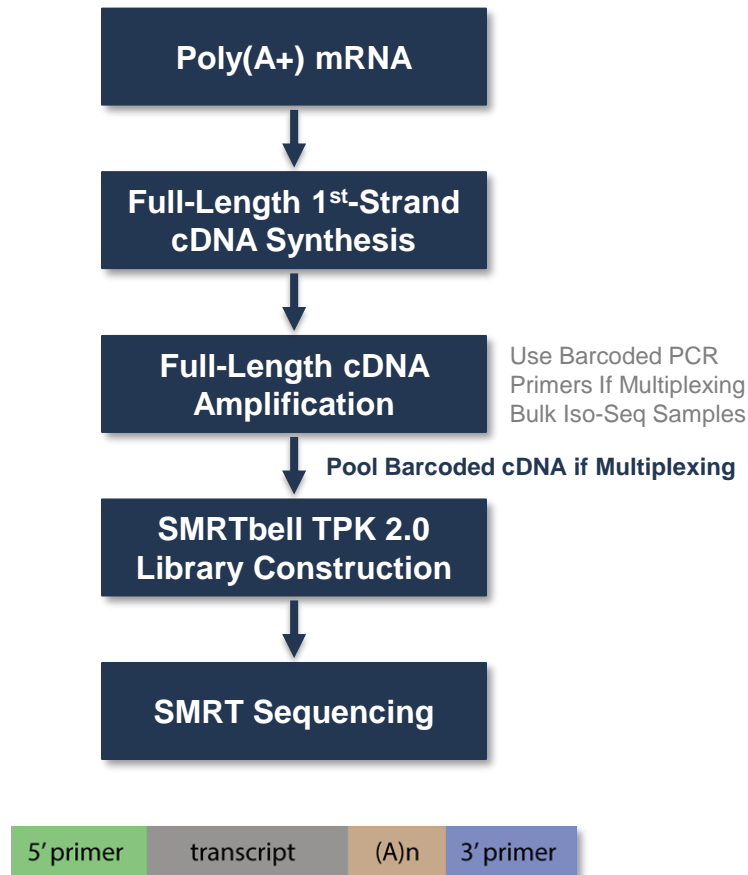 Poly(A+) mRNA
Full-Length 1st-Strand
cDNA Synthesis
Full-Length cDNA
Amplification
Use Barcoded PCR
Primers If Multiplexing
Bulk Iso-Seq Samples
Pool Barcoded cDNA if Multiplexing
SMRTbell TPK 2.0
Library Construction
SMRT Sequencing
5' primer transcript (A)n 3' primer